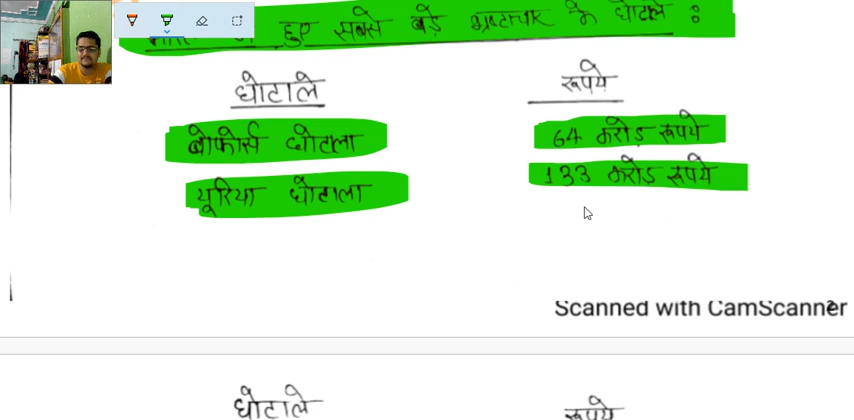 हुए सबसे बड़े भ्रष्टाचार के घोटाले :
घोटाले रूपये
बोफोर्स घोटाला 64 करोड़ रूपये
यूरिया घोटाला 133 करोड़ रूपये
Scanned with CamScanner
घोटाले रूपये